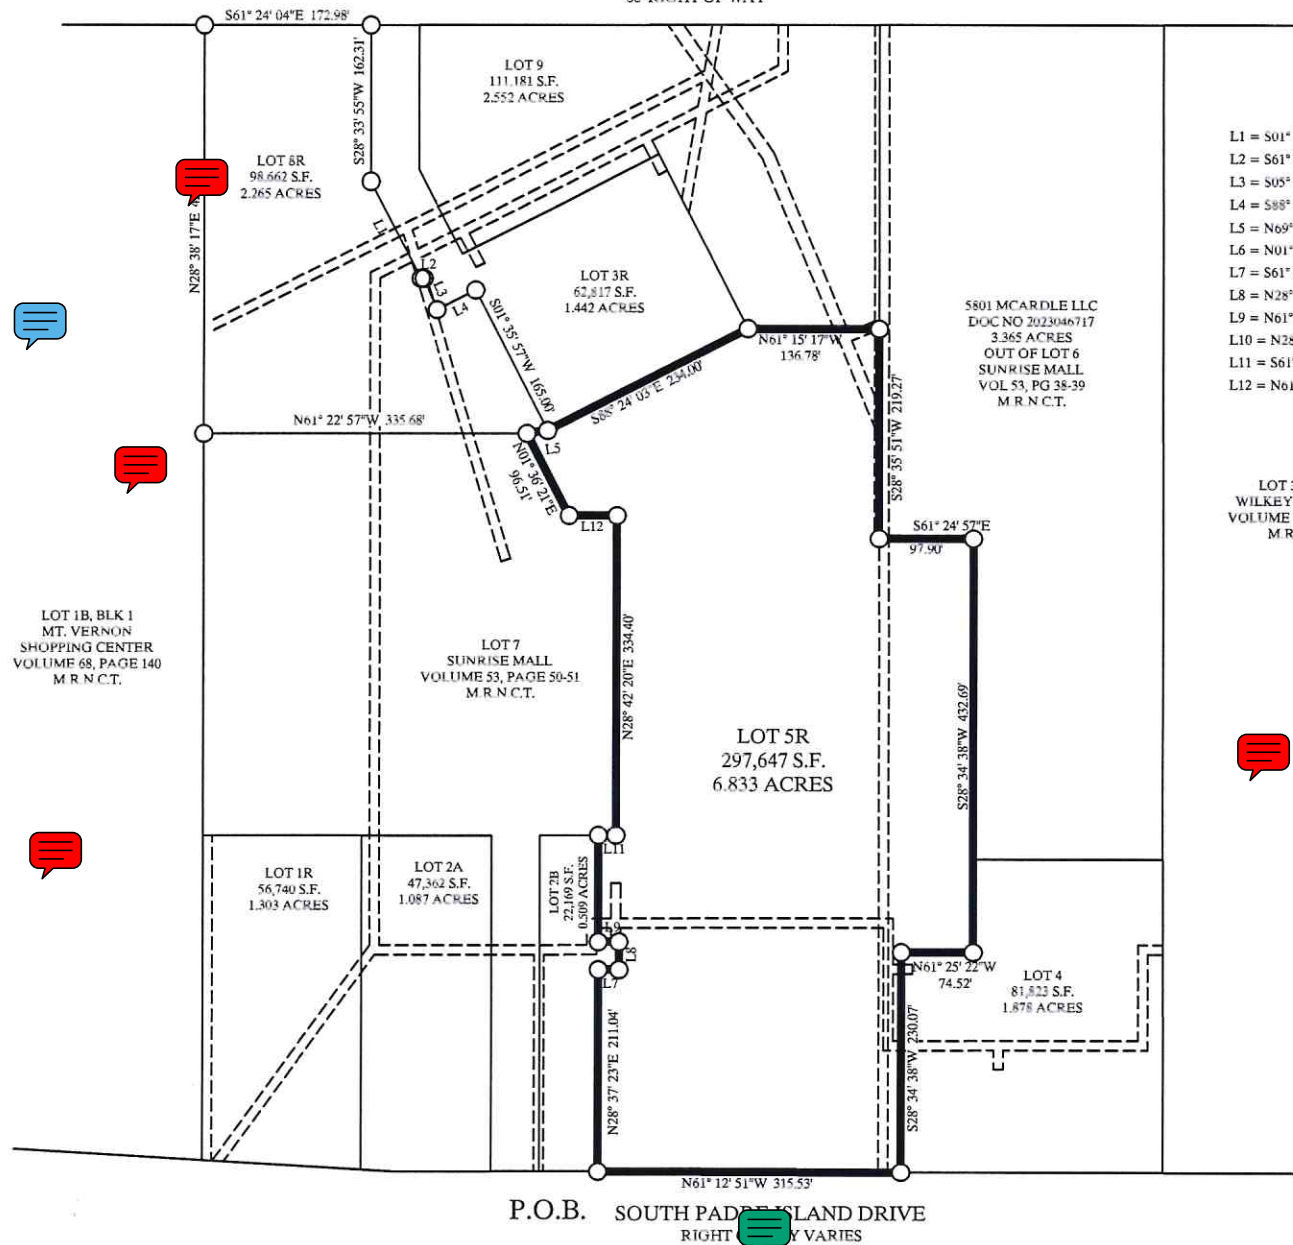 S61° 24' 04"E 172.98'
S28° 33' 55"W 162.31'
LOT 9
111,181 S.F.
2.552 ACRES
LOT 8R
98,662 S.F.
2.265 ACRES
N28° 38' 17"E
L1
L2
L3
L4
S01° 35' 57"W 165.00'
LOT 3R
62,817 S.F.
1.442 ACRES
N61° 15' 17"W
136.78'
S88° 24' 03"E 234.00'
S28° 35' 51"W 219.27'
5801 MCARDLE LLC
DOC NO 2023046717
3.365 ACRES
OUT OF LOT 6
SUNRISE MALL
VOL 53, PG 38-39
M.R.N.C.T.
L1 = S01°
L2 = S61°
L3 = S05°
L4 = S88°
L5 = N69°
L6 = N01°
L7 = S61°
L8 = N28°
L9 = N61°
L10 = N28
L11 = S61°
L12 = N61
N61° 22' 57"W 335.68'
L5
N01° 36' 21"E
96.51'
L12
S61° 24' 57"E
97.90'
LOT
WILKEY
VOLUME
M.R
LOT 1B, BLK 1
MT. VERNON
SHOPPING CENTER
VOLUME 68, PAGE 140
M.R.N.C.T.
LOT 7
SUNRISE MALL
VOLUME 53, PAGE 50-51
M.R.N.C.T.
N28° 42' 20"E 334.40'
S28° 34' 38"W 432.69'
LOT 5R
297,647 S.F.
6.833 ACRES
L11
LOT 1R
56,740 S.F.
1.303 ACRES
LOT 2A
47,362 S.F.
1.087 ACRES
LOT 2B
22,169 S.F.
0.509 ACRES
L9
L8
L7
N61° 25' 22"W
74.52'
LOT 4
81,823 S.F.
1.878 ACRES
N28° 37' 23"E 211.04'
S28° 34' 38"W 230.07'
N61° 12' 51"W 315.53'
P.O.B.
SOUTH PADRE ISLAND DRIVE
RIGHT VARIES